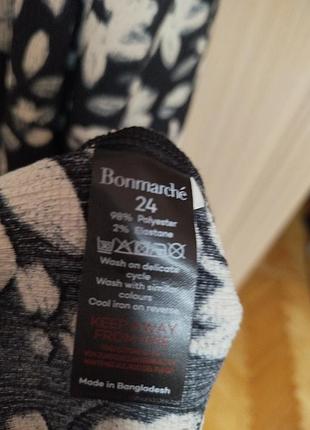 Bonmarché
24
98% Polyester
2% Elastane
Wash on delicate
cycle
Wash with similar
colours
Cool iron on reverse
KEEP AWAY
FROM FIRE
Made in Bangladesh